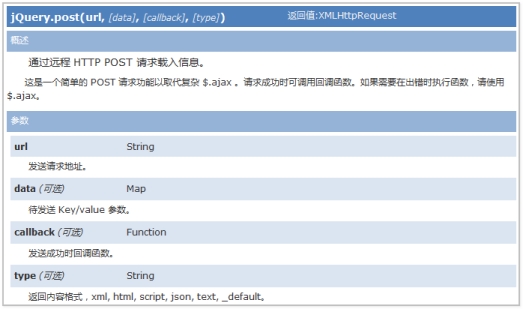 jQuery.post(url, [data], [callback], [type]) 返回值:XMLHttpRequest
概述
通过远程 HTTP POST 请求载入信息。
这是一个简单的 POST 请求功能以取代复杂 $.ajax 。请求成功时可调用回调函数。如果需要在出错时执行函数，请使用
$.ajax。
参数
url String
发送请求地址。
data (可选) Map
待发送 Key/value 参数。
callback (可选) Function
发送成功时回调函数。
type (可选) String
返回内容格式，xml, html, script, json, text, _default。